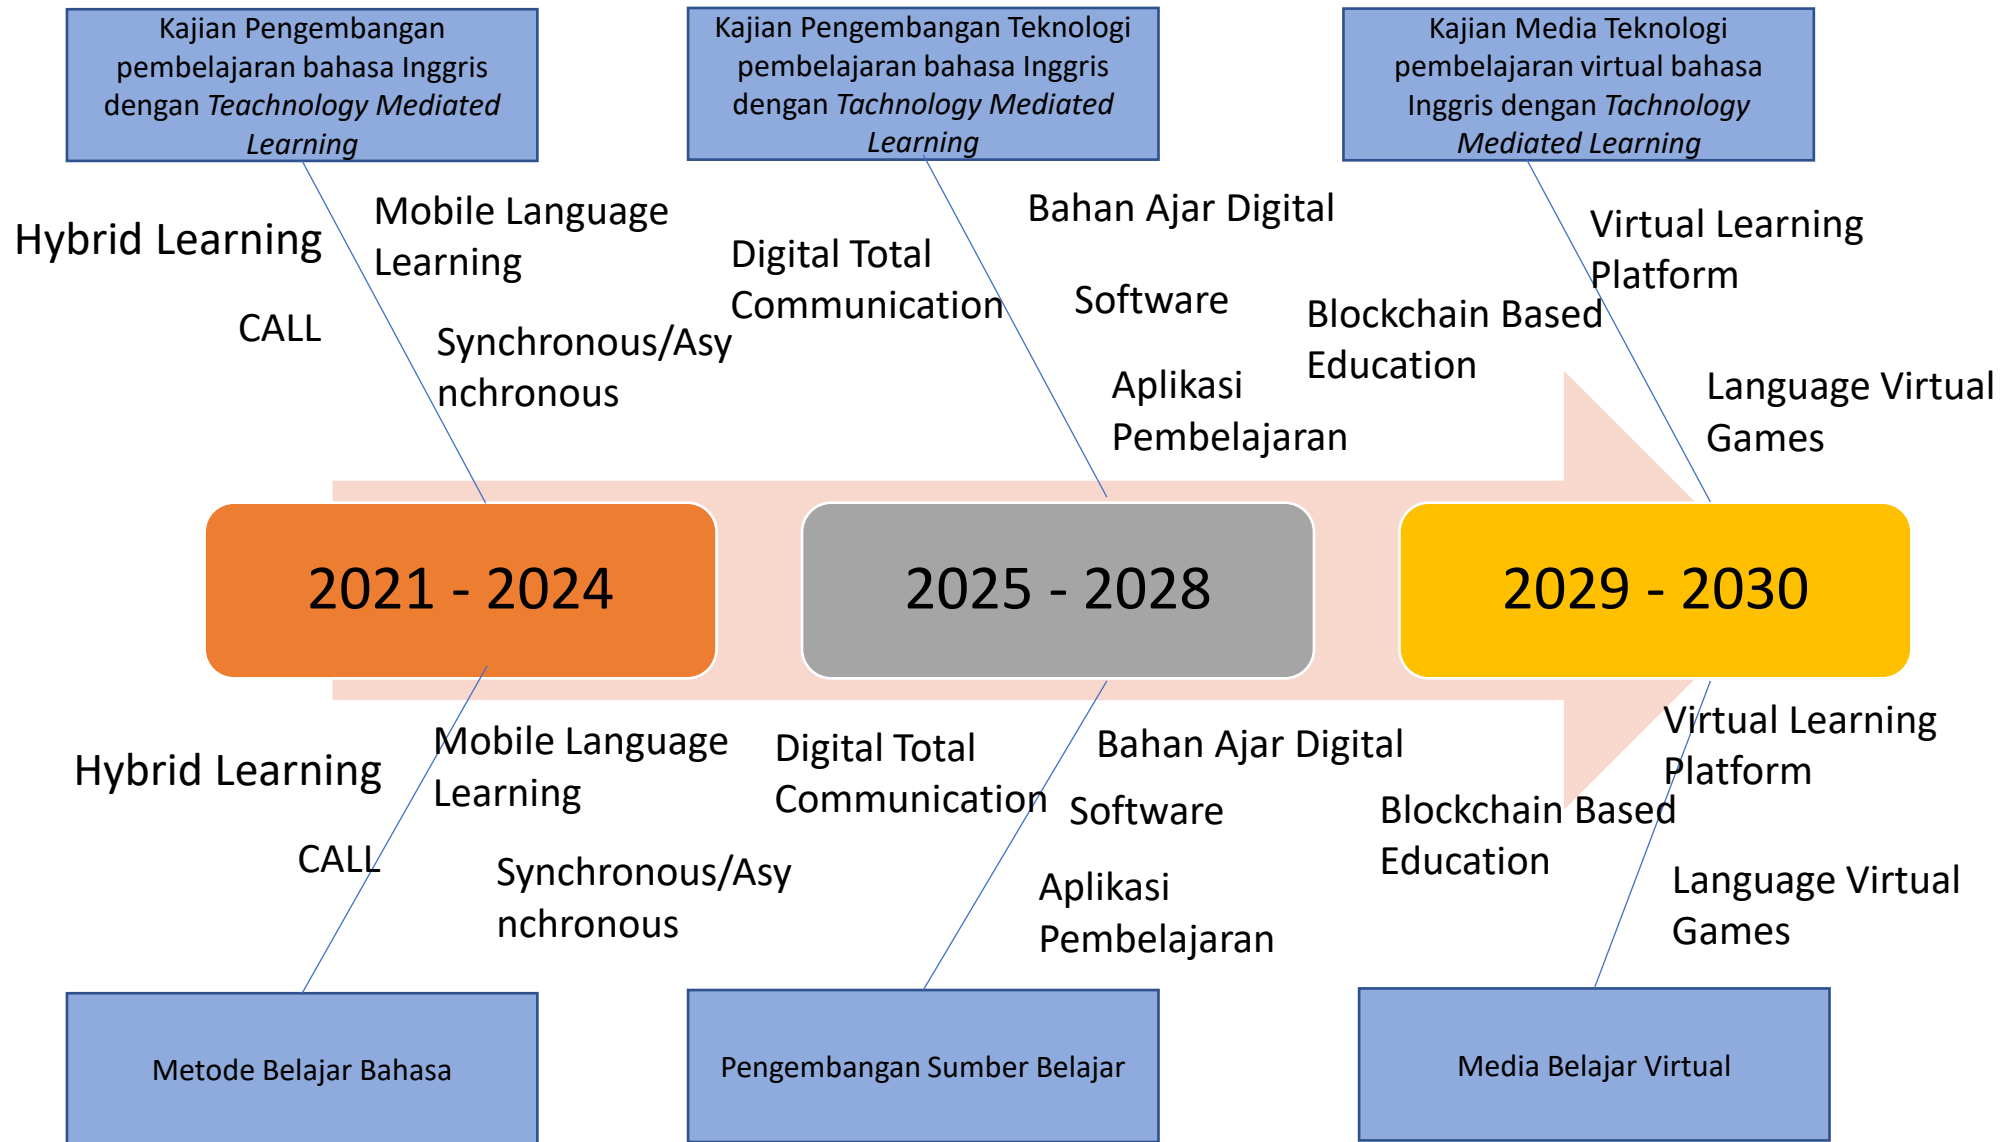 Kajian Pengembangan
pembelajaran bahasa Inggris
dengan Teachnology Mediated
Learning
Kajian Pengembangan Teknologi
pembelajaran bahasa Inggris
dengan Tachnology Mediated
Learning
Kajian Media Teknologi
pembelajaran virtual bahasa
Inggris dengan Tachnology
Mediated Learning
Hybrid Learning
Mobile Language
Learning
CALL
Synchronous/Asy
nchronous
Digital Total
Communication
Bahan Ajar Digital
Software
Aplikasi
Pembelajaran
Blockchain Based
Education
Virtual Learning
Platform
Language Virtual
Games
2021 - 2024
2025 - 2028
2029 - 2030
Hybrid Learning
Mobile Language
Learning
CALL
Synchronous/Asy
nchronous
Digital Total
Communication
Bahan Ajar Digital
Software
Aplikasi
Pembelajaran
Blockchain Based
Education
Virtual Learning
Platform
Language Virtual
Games
Metode Belajar Bahasa
Pengembangan Sumber Belajar
Media Belajar Virtual